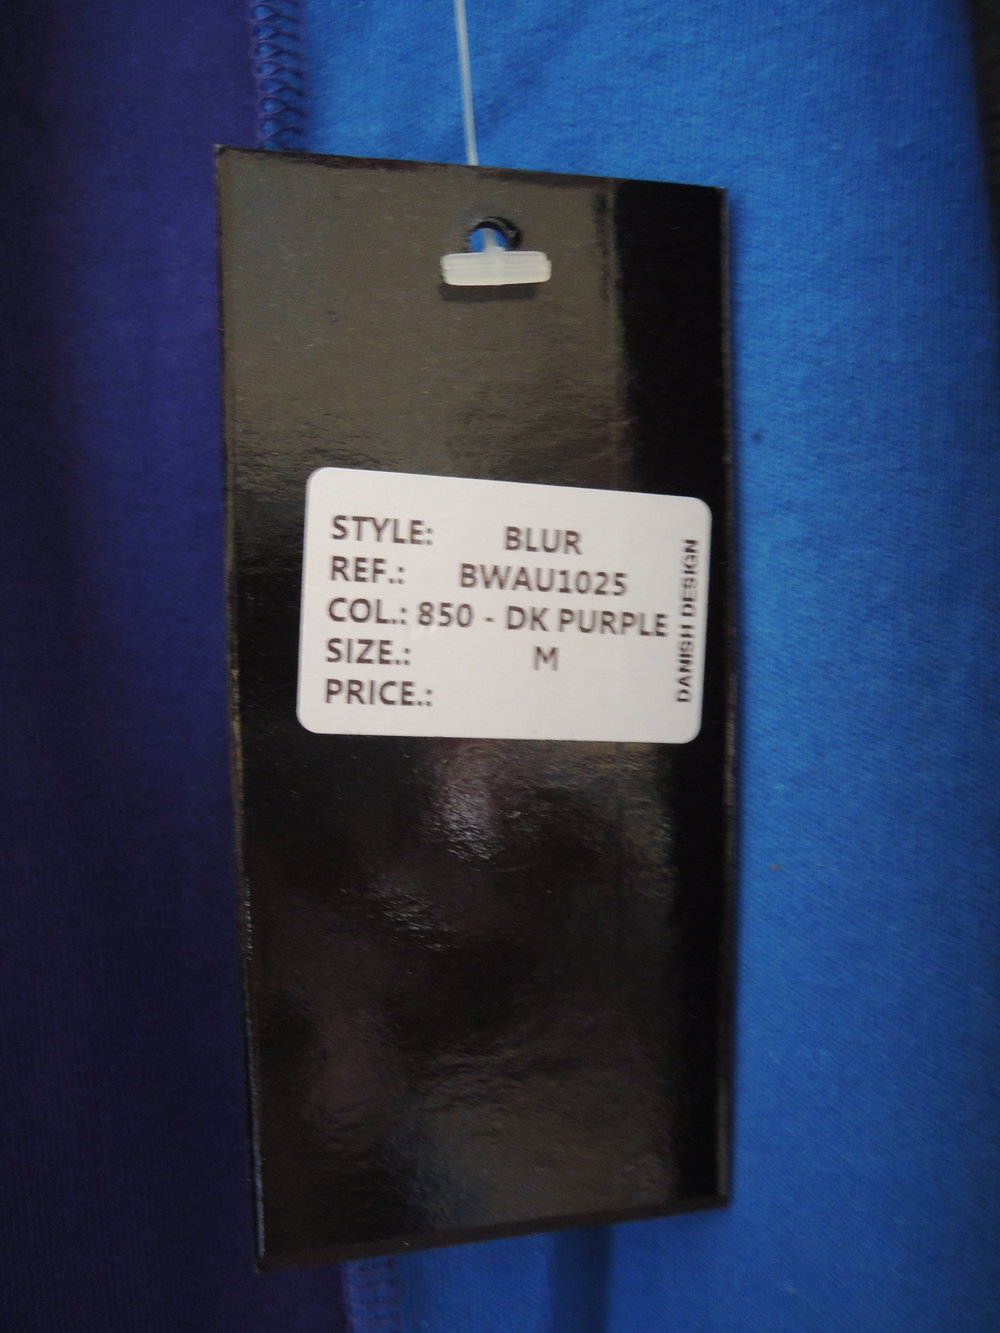 STYLE: BLUR
REF.: BWAU1025
COL.: 850 - DK PURPLE
SIZE.: M
PRICE.:
DANISH DESIGN